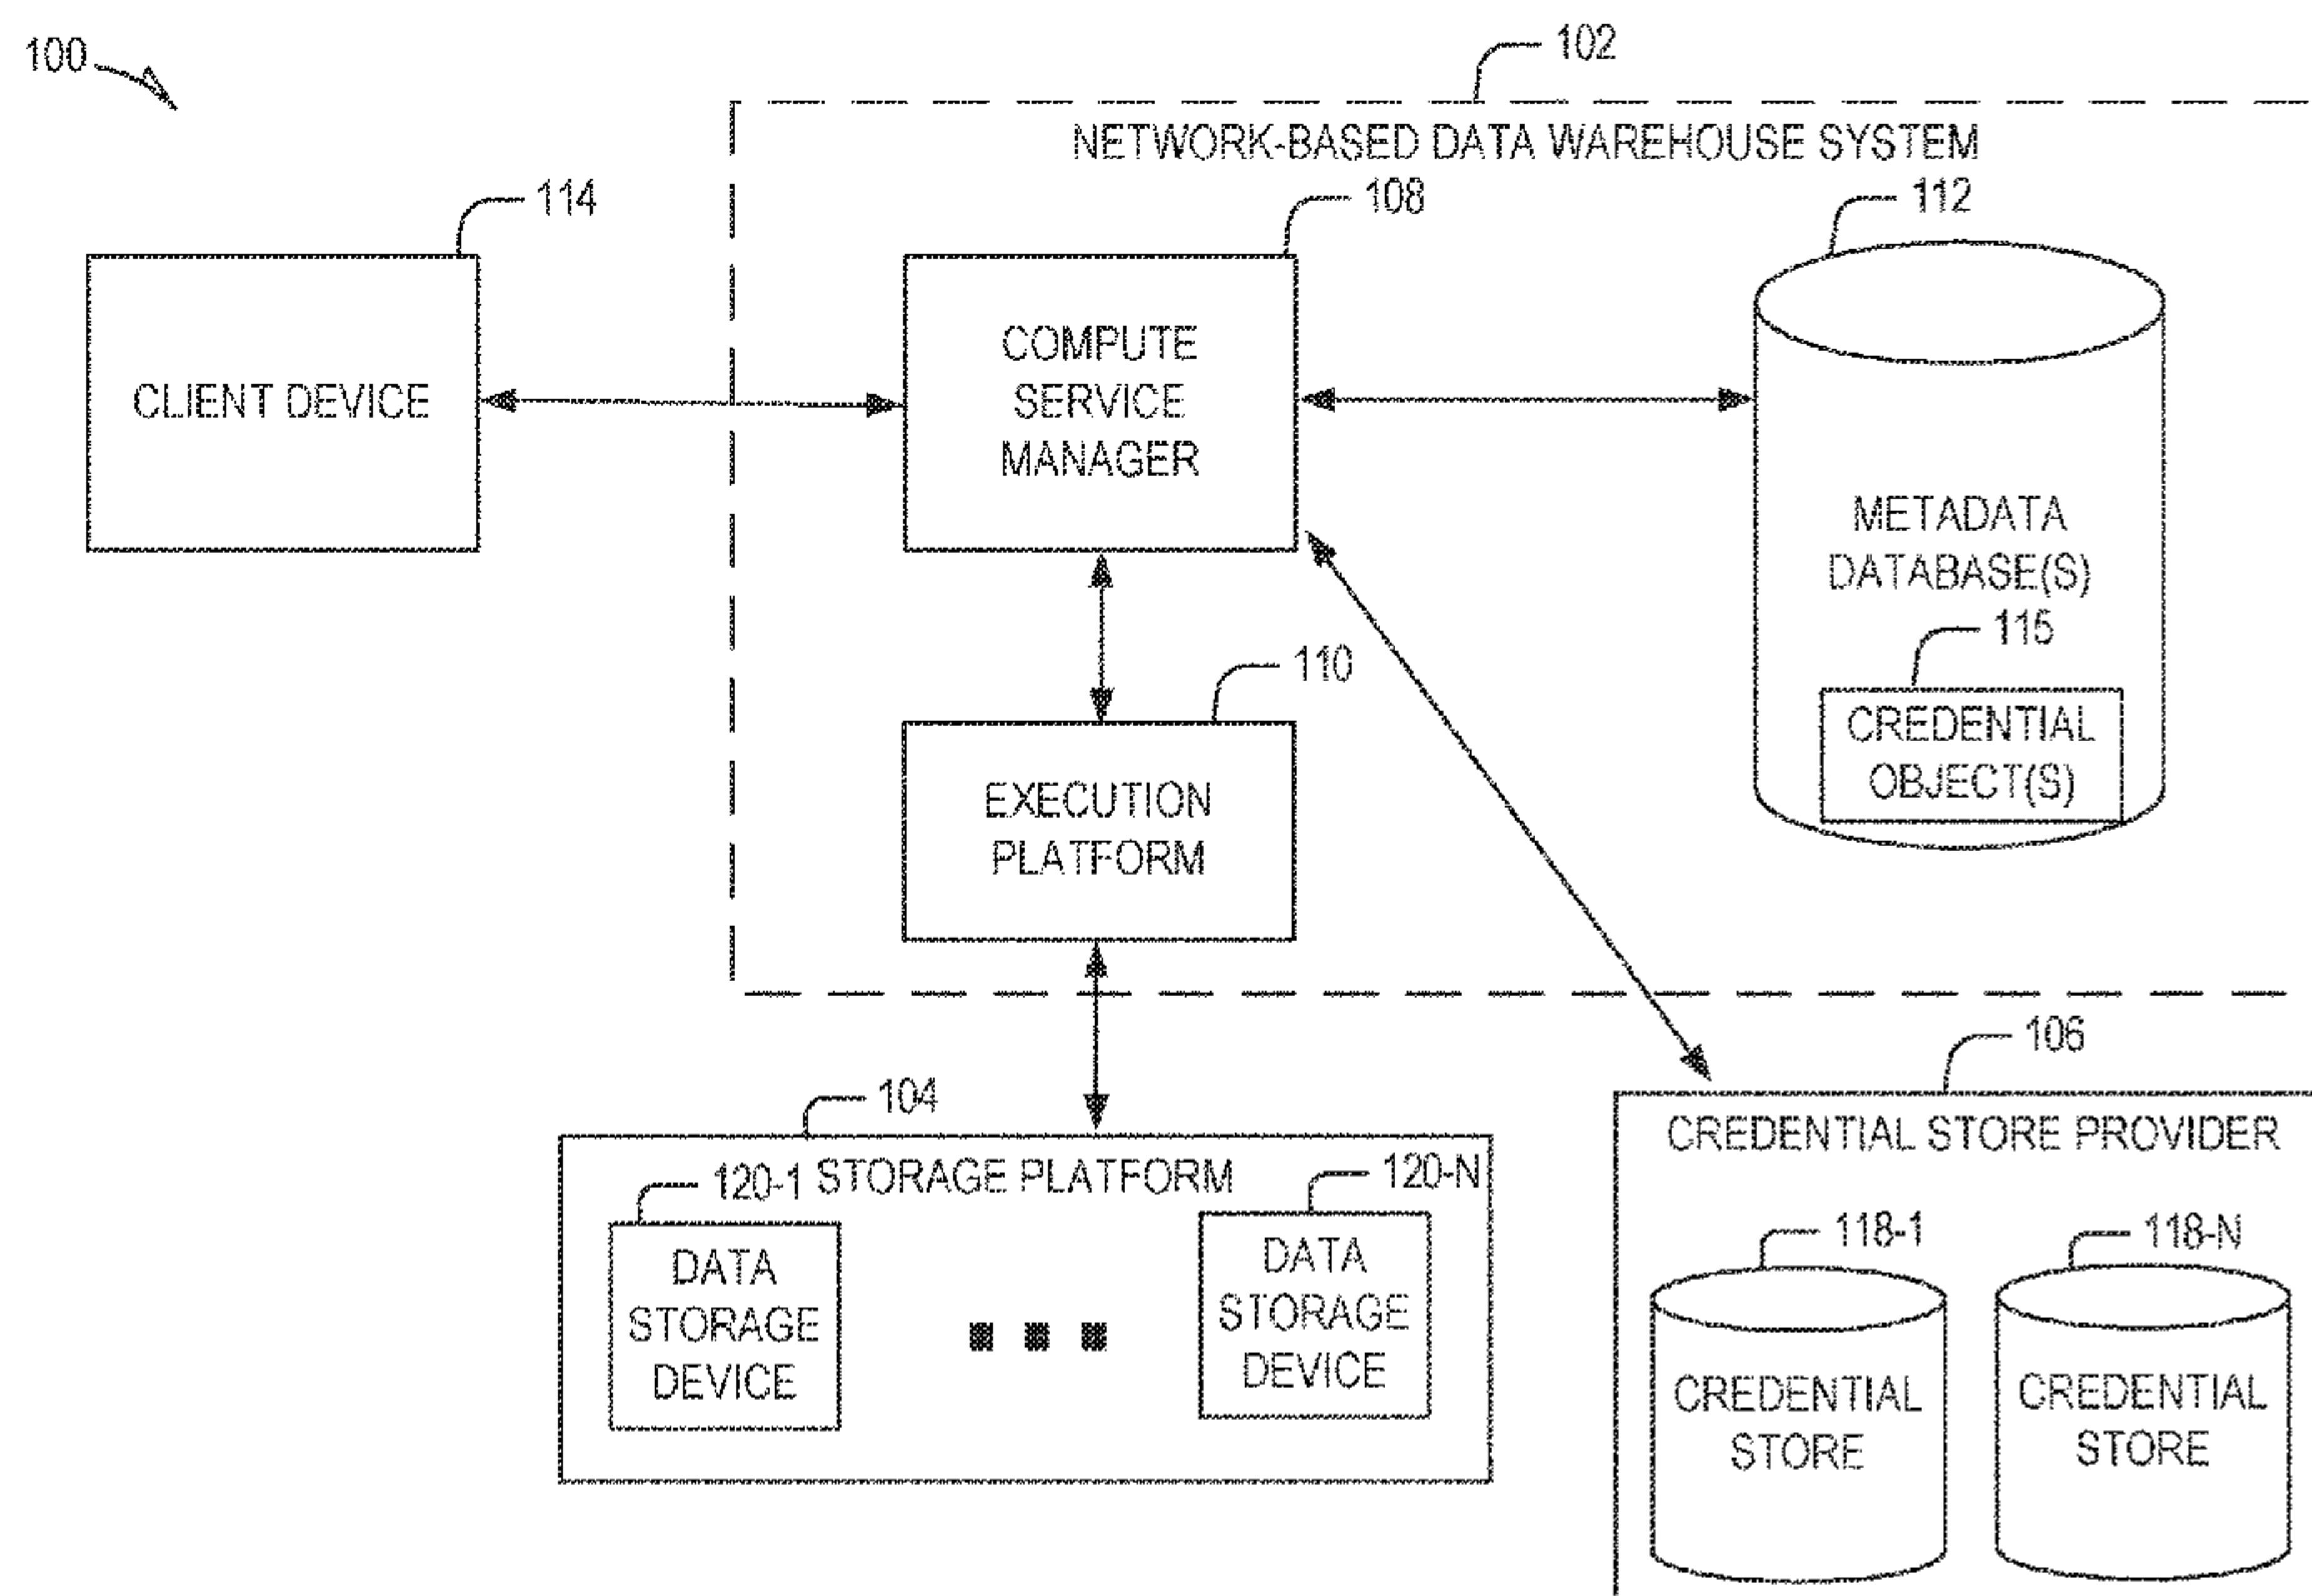 100
102
NETWORK-BASED DATA WAREHOUSE SYSTEM
114
108
112
CLIENT DEVICE
COMPUTE
SERVICE
MANAGER
METADATA
DATABASE(S)
115
CREDENTIAL
OBJECT(S)
110
EXECUTION
PLATFORM
106
CREDENTIAL STORE PROVIDER
104
STORAGE PLATFORM
120-1
120-N
DATA
STORAGE
DEVICE
DATA
STORAGE
DEVICE
118-1
118-N
CREDENTIAL
STORE
CREDENTIAL
STORE